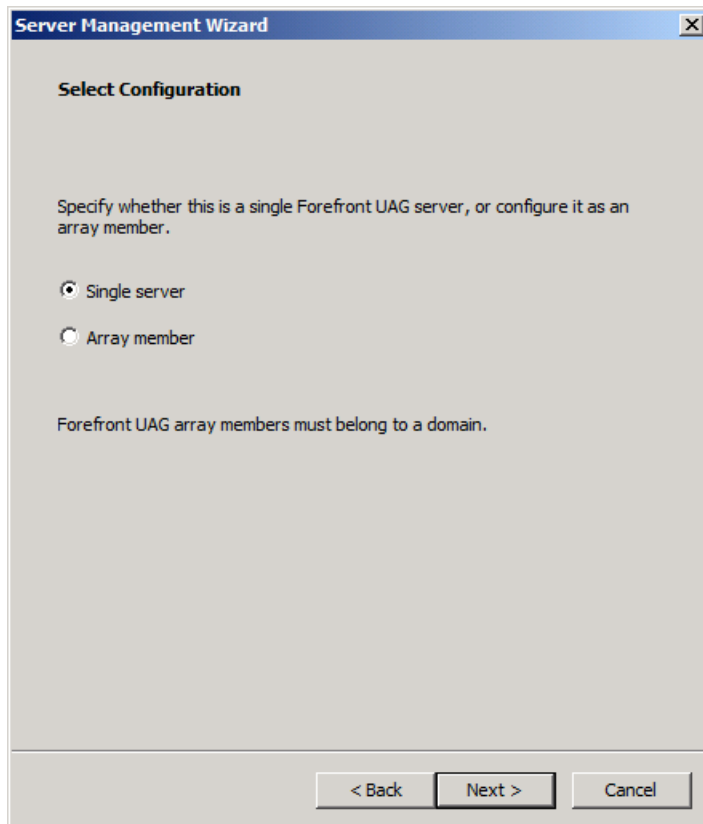 Server Management Wizard
Select Configuration
Specify whether this is a single Forefront UAG server, or configure it as an
array member.
Single server
Array member
Forefront UAG array members must belong to a domain.
< Back
Next >
Cancel